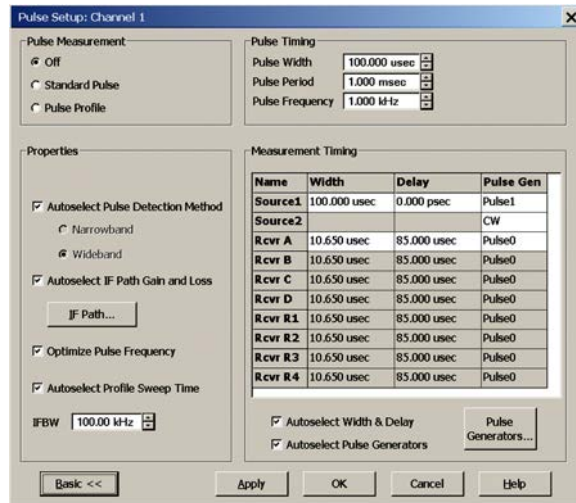 Pulse Setup: Channel 1
Pulse Measurement
Off
Standard Pulse
Pulse Profile
Pulse Timing
Pulse Width 100.000 usec
Pulse Period 1.000 msec
Pulse Frequency 1.000 kHz
Properties
Autoselect Pulse Detection Method
Narrowband
Wideband
Autoselect IF Path Gain and Loss
IF Path...
Optimize Pulse Frequency
Autoselect Profile Sweep Time
IFBW 100.00 kHz
Measurement Timing
Name Width Delay Pulse Gen
Source1 100.000 usec 0.000 psec Pulse1
Source2 CW
Rcvr A 10.650 usec 85.000 usec Pulse0
Rcvr B 10.650 usec 85.000 usec Pulse0
Rcvr C 10.650 usec 85.000 usec Pulse0
Rcvr D 10.650 usec 85.000 usec Pulse0
Rcvr R1 10.650 usec 85.000 usec Pulse0
Rcvr R2 10.650 usec 85.000 usec Pulse0
Rcvr R3 10.650 usec 85.000 usec Pulse0
Rcvr R4 10.650 usec 85.000 usec Pulse0
Autoselect Width & Delay
Autoselect Pulse Generators
Pulse
Generators...
Basic << Apply OK Cancel Help